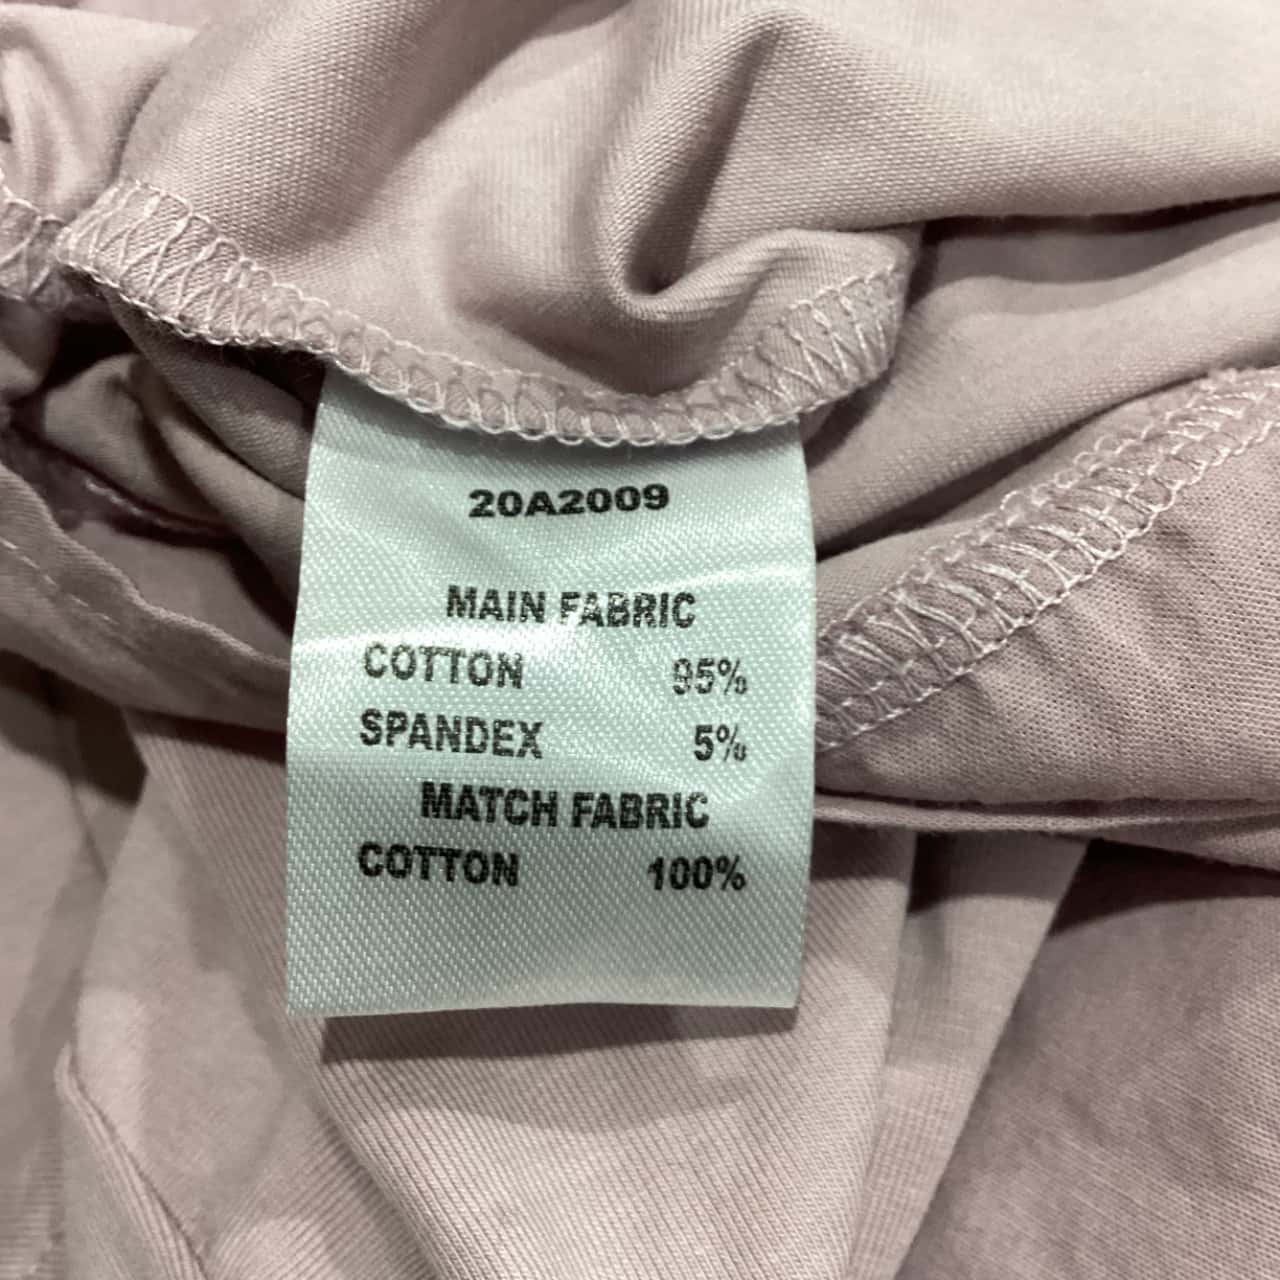 20A2009
MAIN FABRIC
COTTON 95%
SPANDEX 5%
MATCH FABRIC
COTTON 100%